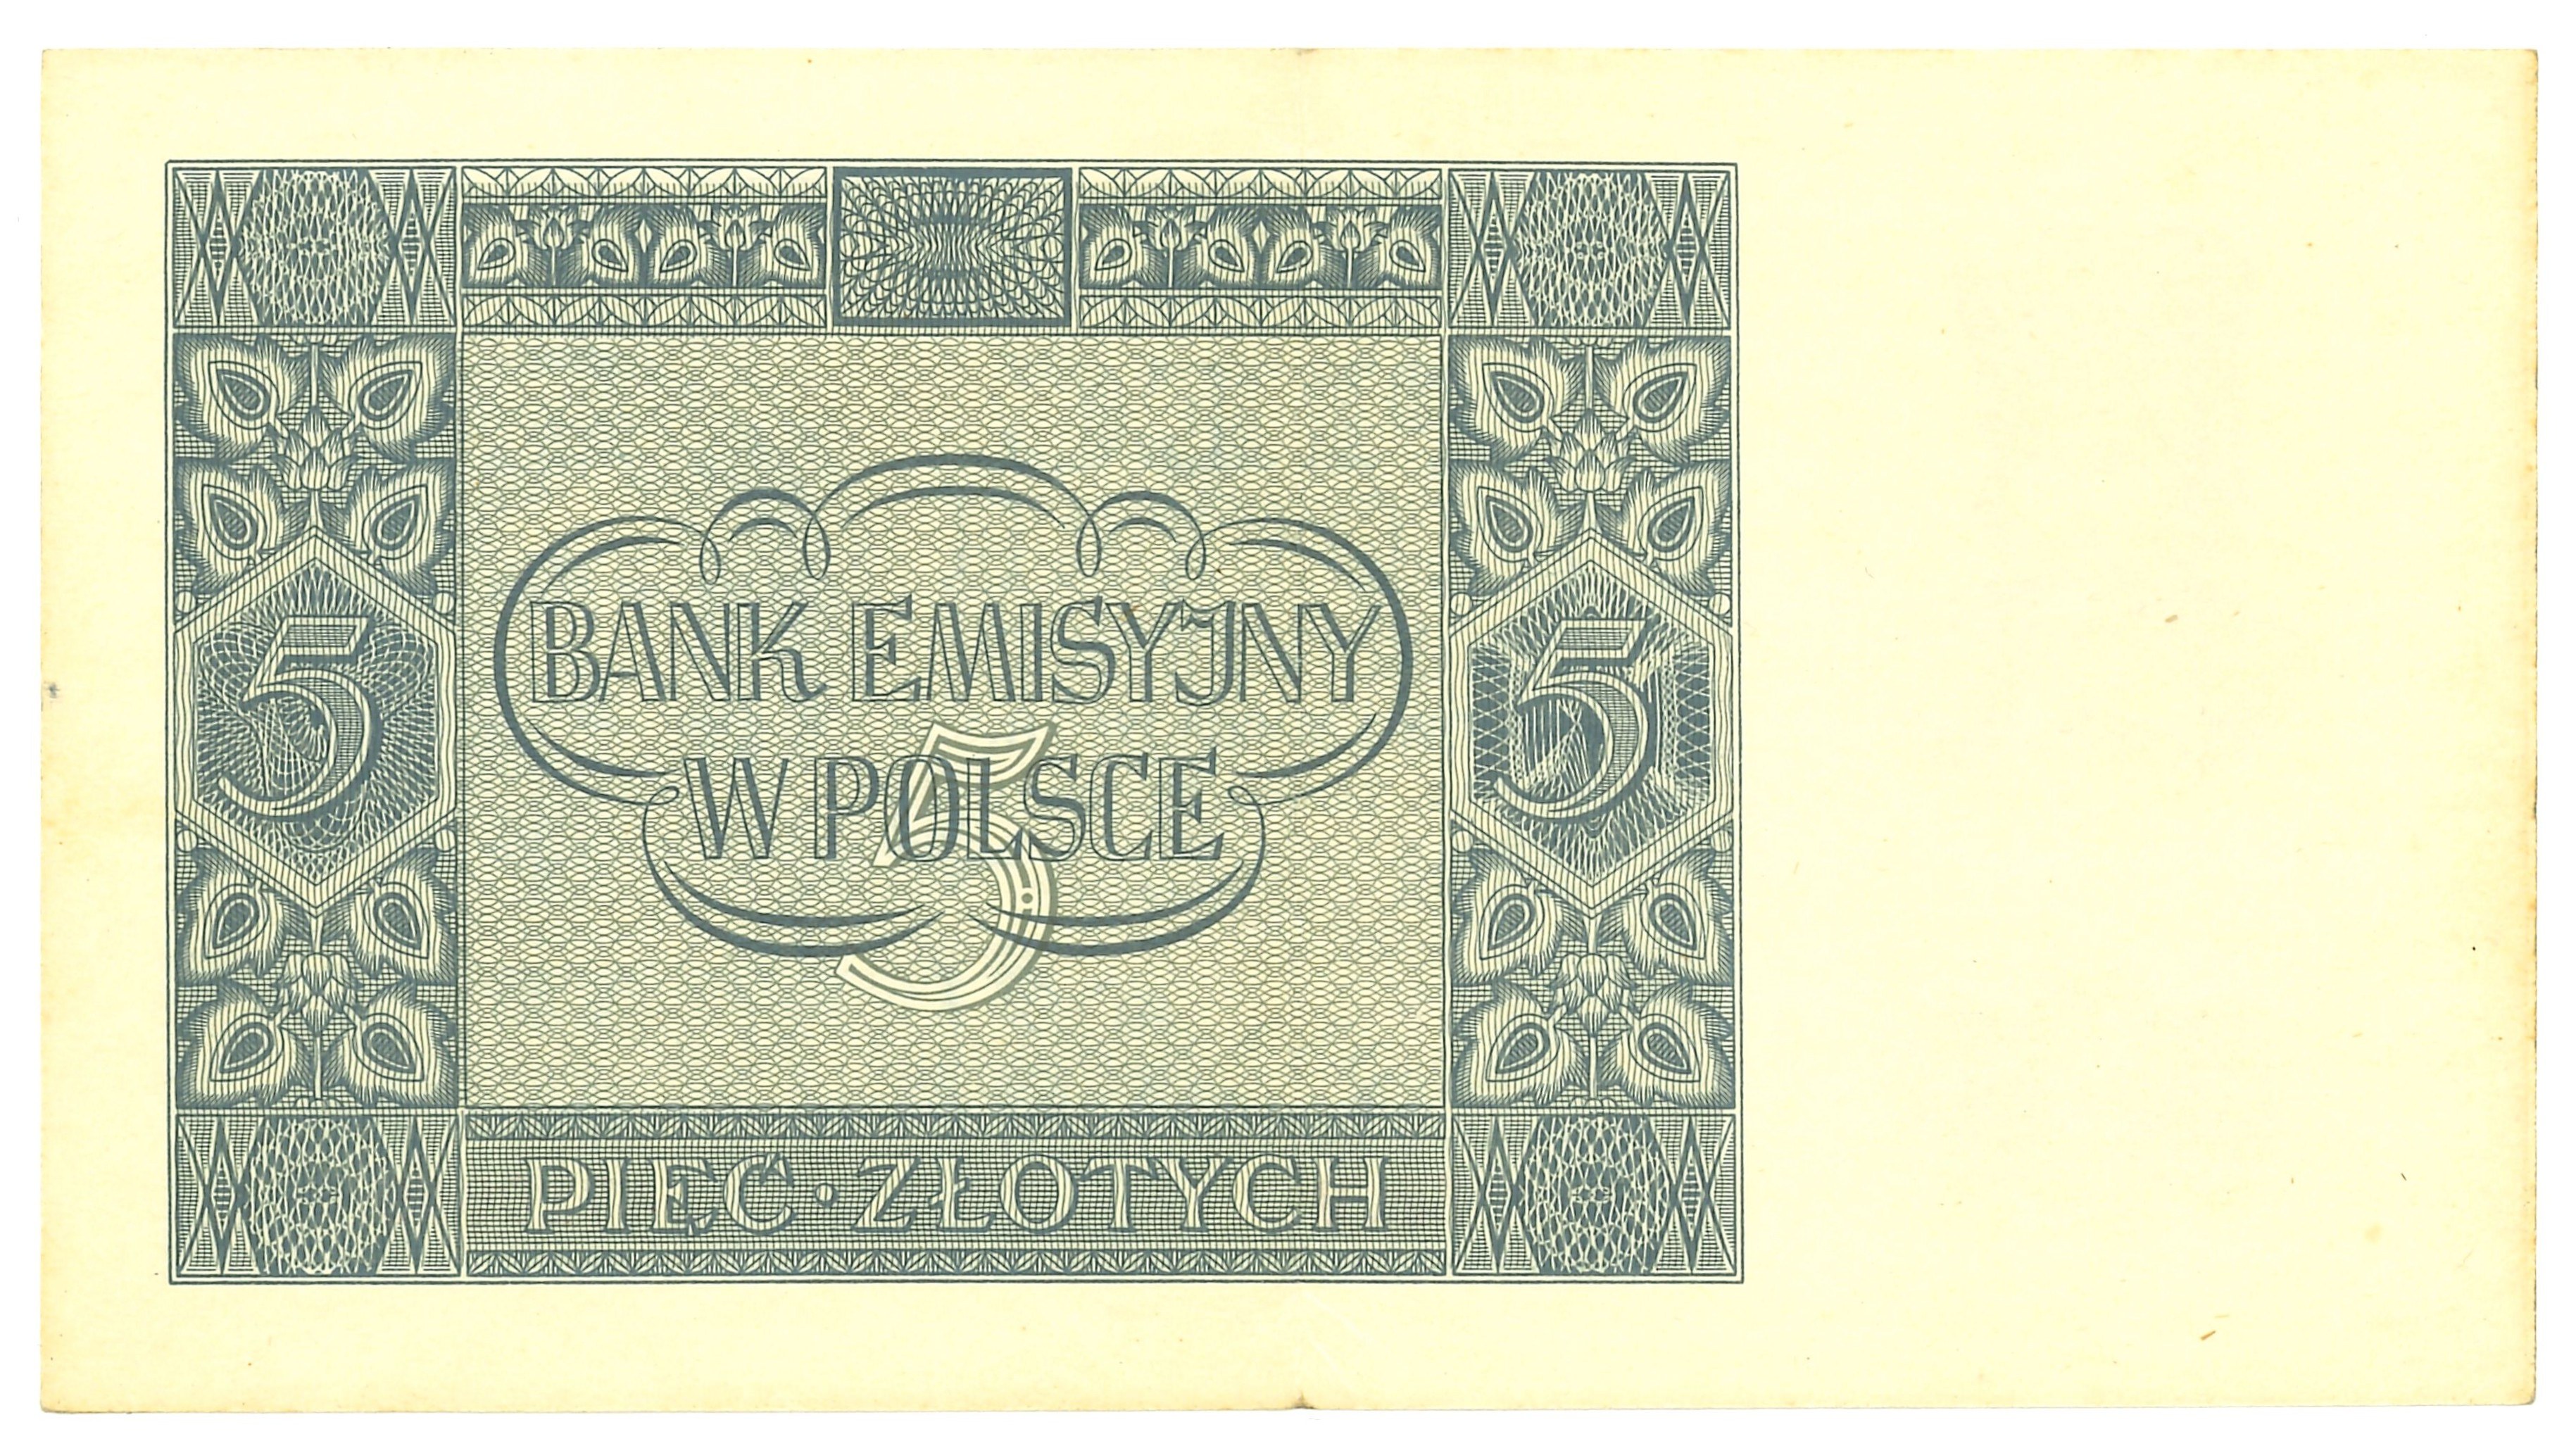 BANK EMISYJNY
5 5
W POLSCE
5
PIĘĆ·ZŁOTYCH